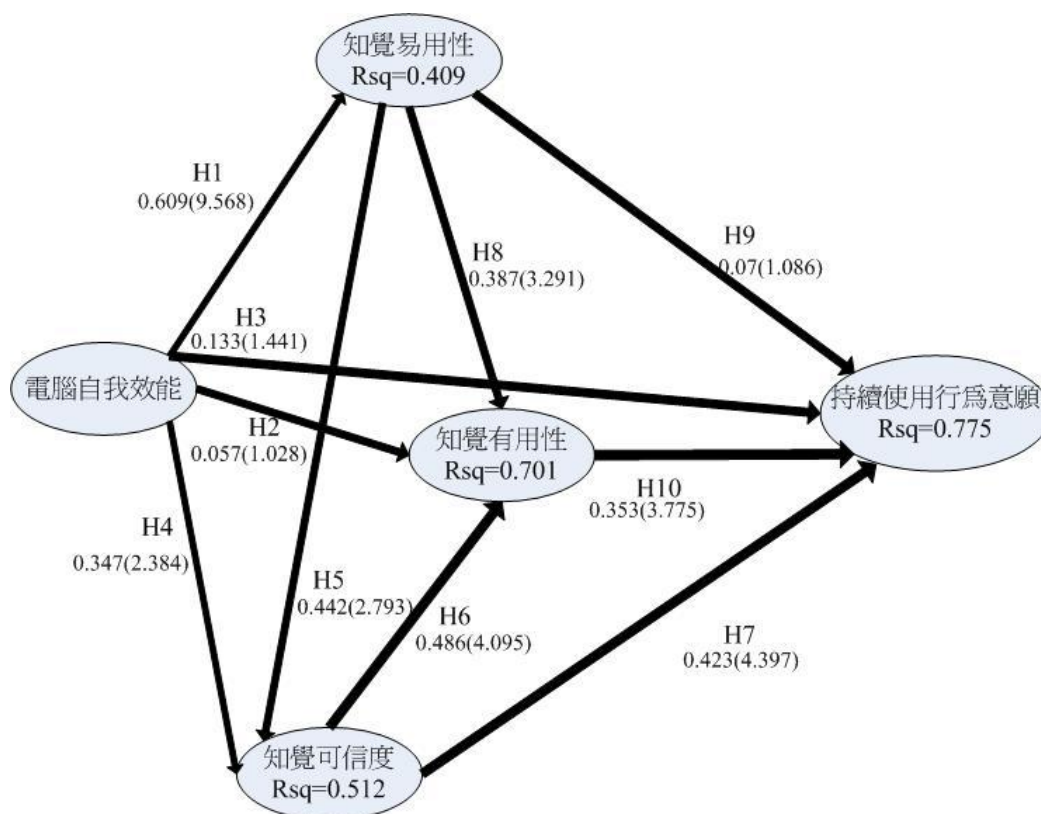 知覺易用性
Rsq=0.409
H1
0.609(9.568)
H8
0.387(3.291)
H9
0.07(1.086)
H3
0.133(1.441)
電腦自我效能
持續使用行為意願
Rsq=0.775
H2
0.057(1.028)
知覺有用性
Rsq=0.701
H10
0.353(3.775)
H4
0.347(2.384)
H5
0.442(2.793)
H6
0.486(4.095)
H7
0.423(4.397)
知覺可信度
Rsq=0.512